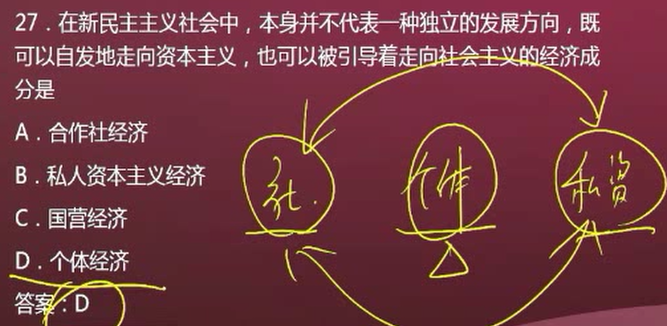 27．在新民主主义社会中，本身并不代表一种独立的发展方向，既
可以自发地走向资本主义，也可以被引导着走向社会主义的经济成
分是
A．合作社经济
B．私人资本主义经济
C．国营经济
D．个体经济
答案：D
社. 个体 私资